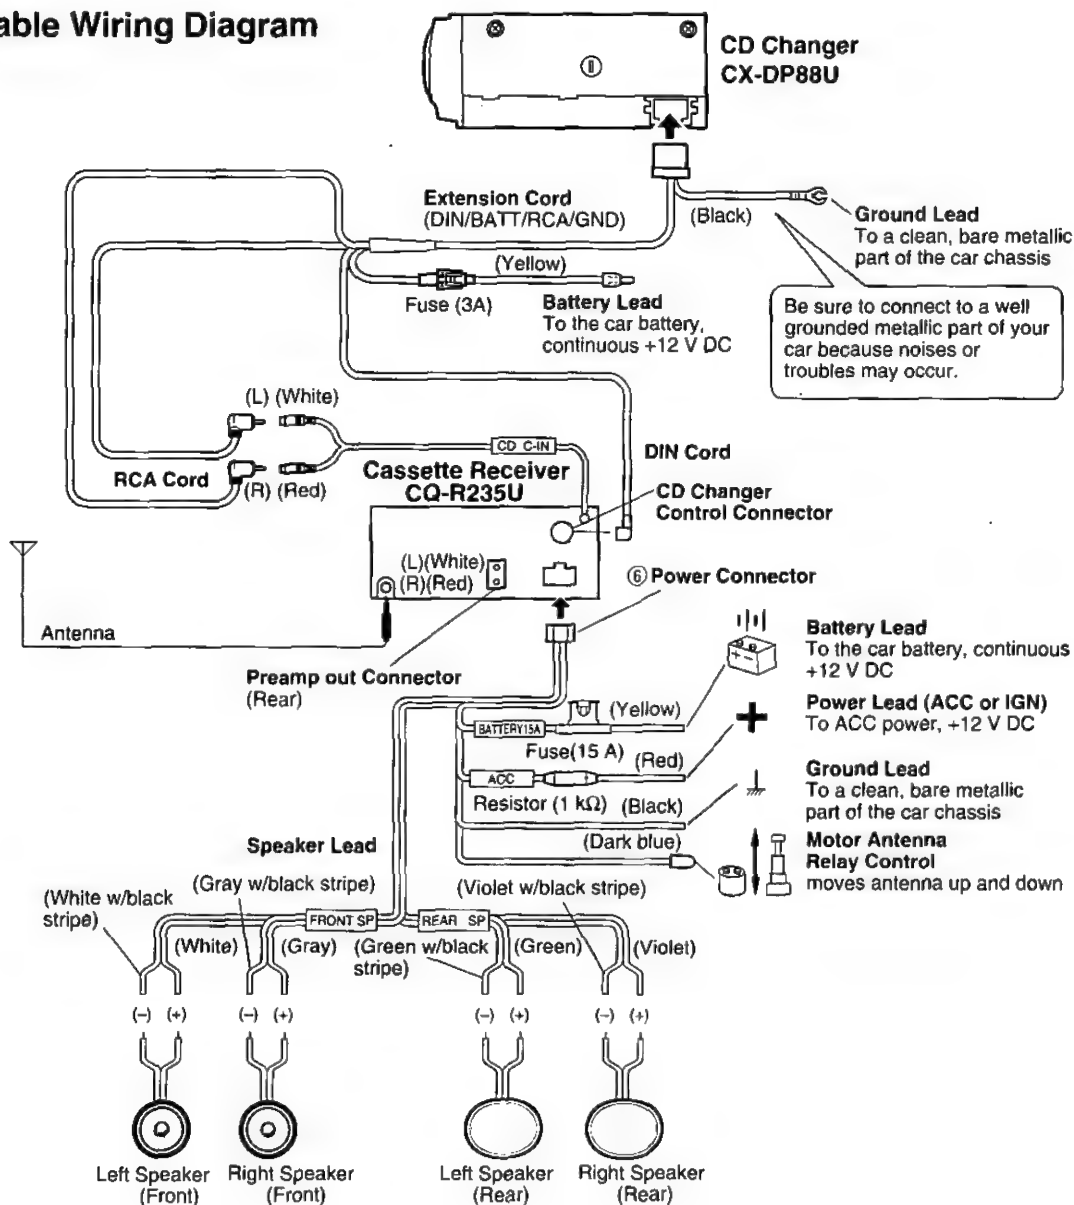 able Wiring Diagram
CD Changer
CX-DP88U
Extension Cord
(DIN/BATT/RCA/GND)
(Black)
Ground Lead
To a clean, bare metallic
part of the car chassis
(Yellow)
Fuse (3A)
Battery Lead
To the car battery,
continuous +12 V DC
Be sure to connect to a well
grounded metallic part of your
car because noises or
troubles may occur.
(L) (White)
RCA Cord
(R) (Red)
CD C-IN
DIN Cord
Cassette Receiver
CQ-R235U
CD Changer
Control Connector
(L)(White)
(R)(Red)
⑥ Power Connector
Antenna
Preamp out Connector
(Rear)
Battery Lead
To the car battery, continuous
+12 V DC
BATTERY15A
(Yellow)
Fuse(15 A)
Power Lead (ACC or IGN)
To ACC power, +12 V DC
ACC
(Red)
Resistor (1 kΩ)
(Black)
Ground Lead
To a clean, bare metallic
part of the car chassis
(Dark blue)
Motor Antenna
Relay Control
moves antenna up and down
Speaker Lead
(White w/black
stripe)
(Gray w/black stripe)
(Violet w/black stripe)
FRONT SP
REAR SP
(White)
(Gray)
(Green w/black
stripe)
(Green)
(Violet)
(−) (+)
(−) (+)
(−) (+)
(−) (+)
Left Speaker
(Front)
Right Speaker
(Front)
Left Speaker
(Rear)
Right Speaker
(Rear)